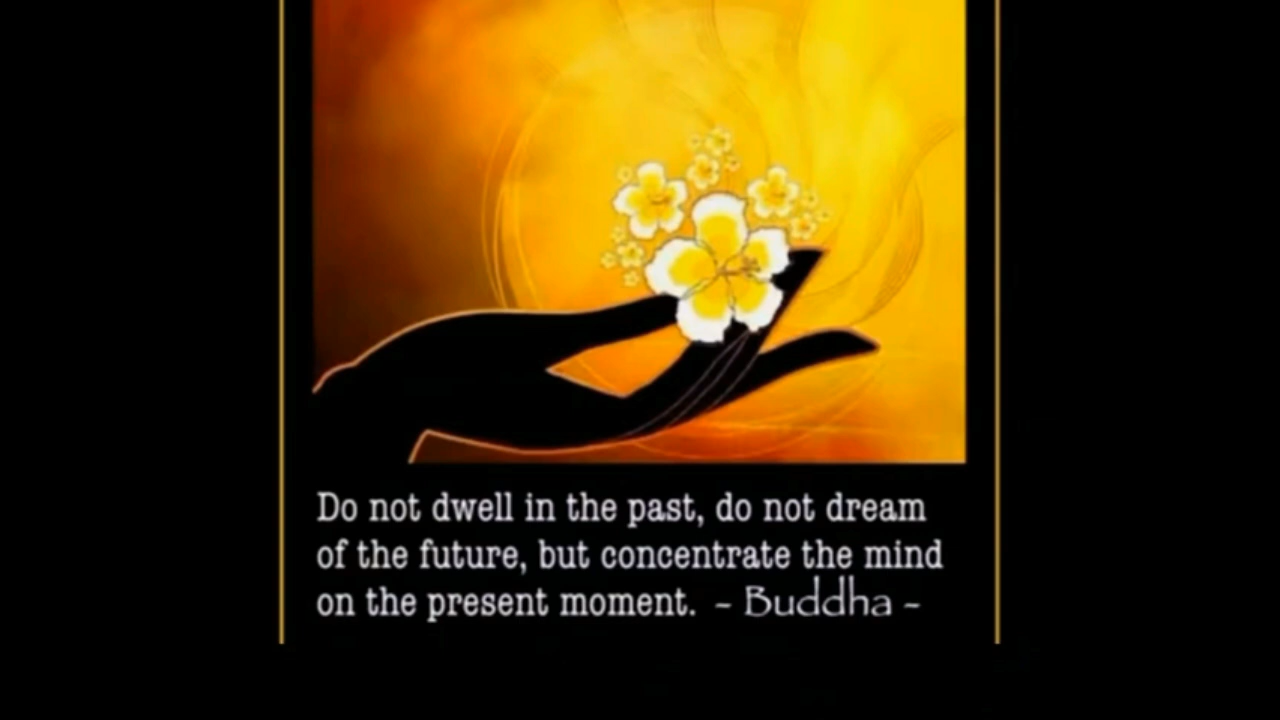 Do not dwell in the past, do not dream
of the future, but concentrate the mind
on the present moment. - Buddha -